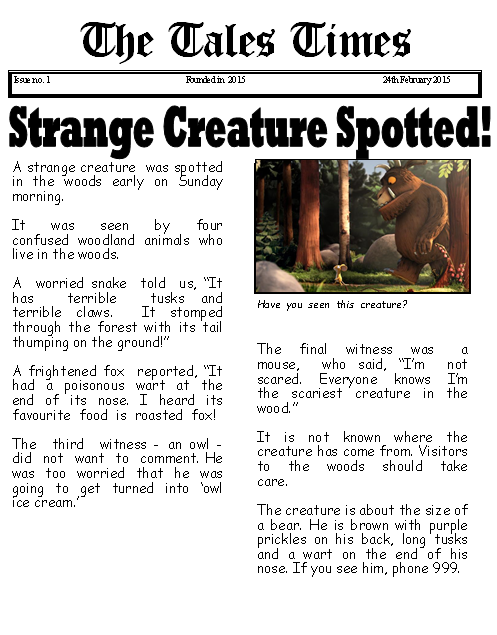 The Tales Times
Issue no. 1 Founded in 2015 24th February 2015
Strange Creature Spotted!
A strange creature was spotted
in the woods early on Sunday
morning.
It was seen by four
confused woodland animals who
live in the woods.
A worried snake told us, “It
has terrible tusks and
terrible claws. It stomped
through the forest with its tail
thumping on the ground!”
A frightened fox reported, “It
had a poisonous wart at the
end of its nose. I heard its
favourite food is roasted fox!
The third witness - an owl -
did not want to comment. He
was too worried that he was
going to get turned into ‘owl
ice cream.’
Have you seen this creature?
The final witness was a
mouse, who said, “I’m not
scared. Everyone knows I’m
the scariest creature in the
wood.”
It is not known where the
creature has come from. Visitors
to the woods should take
care.
The creature is about the size of
a bear. He is brown with purple
prickles on his back, long tusks
and a wart on the end of his
nose. If you see him, phone 999.